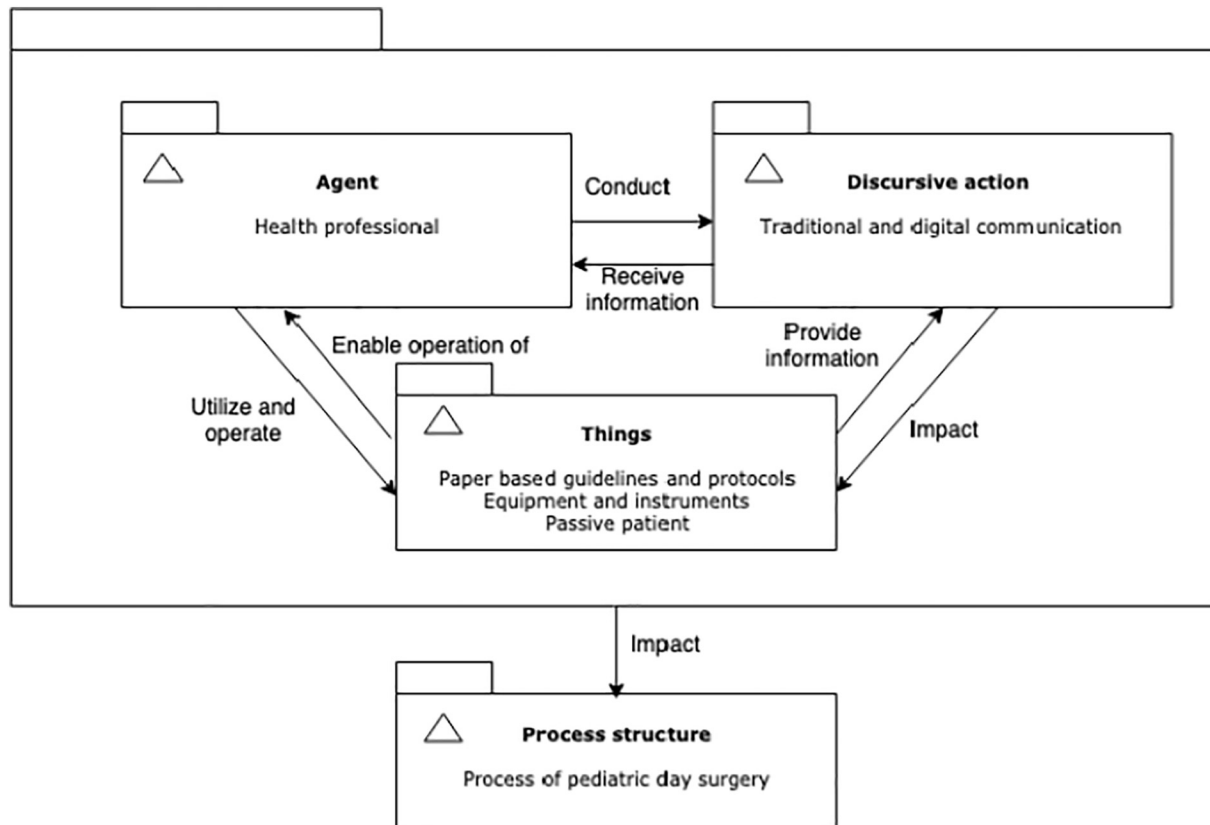 Agent
Health professional
Conduct
Receive
information
Discursive action
Traditional and digital communication
Enable operation of
Utilize and
operate
Provide
information
Impact
Things
Paper based guidelines and protocols
Equipment and instruments
Passive patient
Impact
Process structure
Process of pediatric day surgery